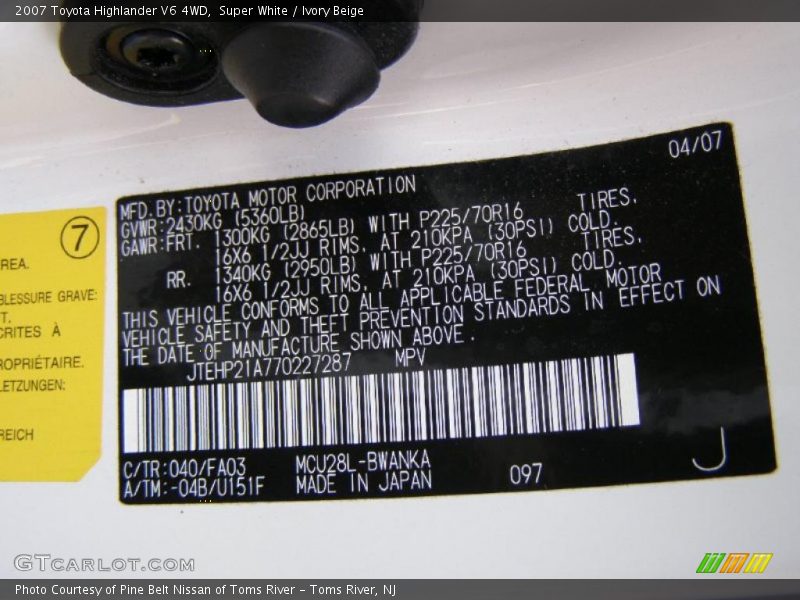 2007 Toyota Highlander V6 4WD, Super White / Ivory Beige
04/07
MFD.BY:TOYOTA MOTOR CORPORATION
GVWR:2430KG (5360LB)
GAWR:FRT. 1300KG (2865LB) WITH P225/70R16 TIRES.
16X6 1/2JJ RIMS. AT 210KPA (30PSI) COLD.
RR. 1340KG (2950LB) WITH P225/70R16 TIRES.
16X6 1/2JJ RIMS. AT 210KPA (30PSI) COLD.
THIS VEHICLE CONFORMS TO ALL APPLICABLE FEDERAL MOTOR
VEHICLE SAFETY AND THEFT PREVENTION STANDARDS IN EFFECT ON
THE DATE OF MANUFACTURE SHOWN ABOVE.
JTEHP21A770227287 MPV
C/TR:040/FA03 MCU28L-BWANKA
A/TM:-04B/U151F MADE IN JAPAN 097 J
7
REA.
BLESSURE GRAVE:
T.
CRITES À
ROPRIÉTAIRE.
LETZUNGEN:
REICH
GTCARLOT.COM
Photo Courtesy of Pine Belt Nissan of Toms River – Toms River, NJ